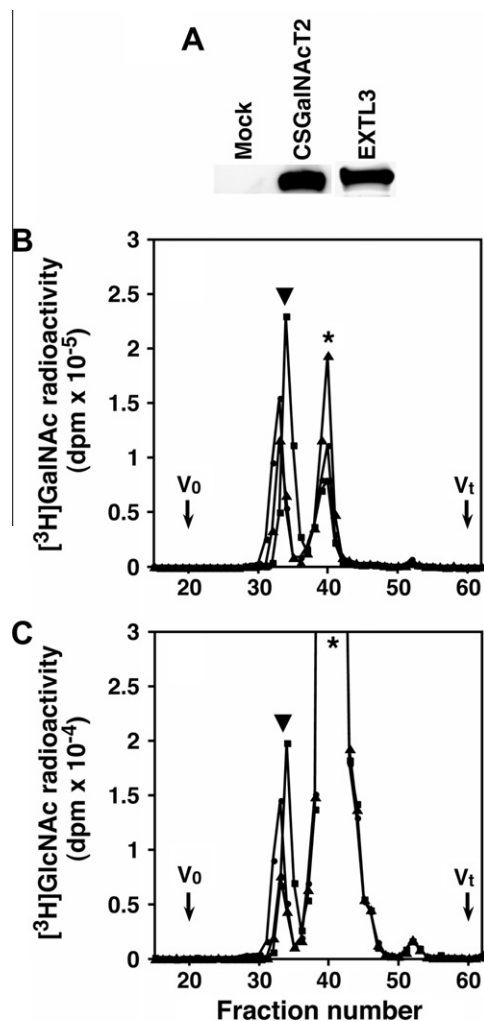 A
Mock
CSGalNAcT2
EXTL3
B
[³H]GalNAc radioactivity
(dpm x 10⁻⁵)
3
2.5
2
1.5
1
0.5
0
*
V₀
Vₜ
20
30
40
50
60
C
[³H]GlcNAc radioactivity
(dpm x 10⁻⁴)
3
2.5
2
1.5
1
0.5
0
*
V₀
Vₜ
20
30
40
50
60
Fraction number